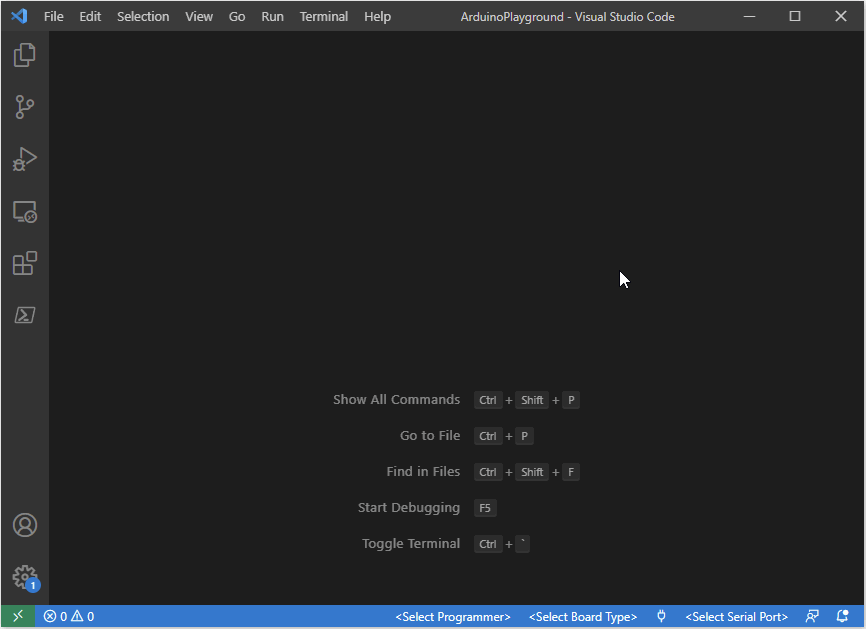 File Edit Selection View Go Run Terminal Help ArduinoPlayground - Visual Studio Code
Show All Commands Ctrl + Shift + P
Go to File Ctrl + P
Find in Files Ctrl + Shift + F
Start Debugging F5
Toggle Terminal Ctrl + `
1
0 0 <Select Programmer> <Select Board Type> <Select Serial Port>